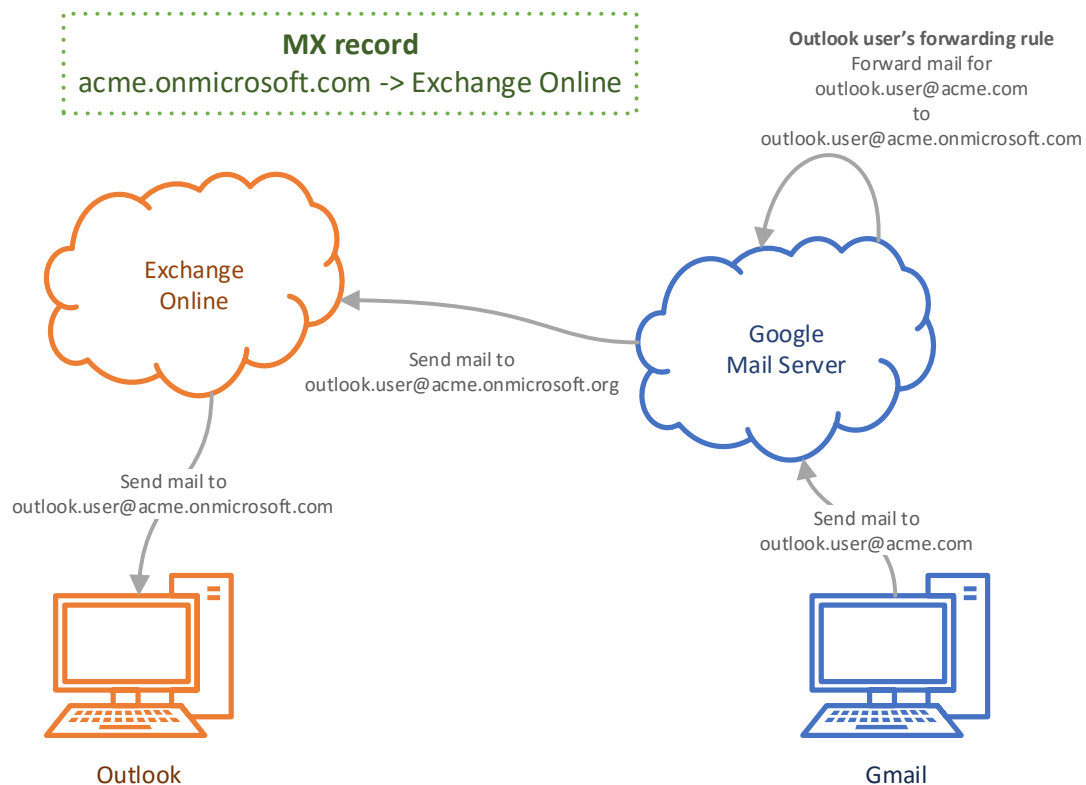 MX record
acme.onmicrosoft.com -> Exchange Online
Outlook user's forwarding rule
Forward mail for
outlook.user@acme.com
to
outlook.user@acme.onmicrosoft.com
Exchange
Online
Google
Mail Server
Send mail to
outlook.user@acme.onmicrosoft.org
Send mail to
outlook.user@acme.onmicrosoft.com
Send mail to
outlook.user@acme.com
Outlook
Gmail